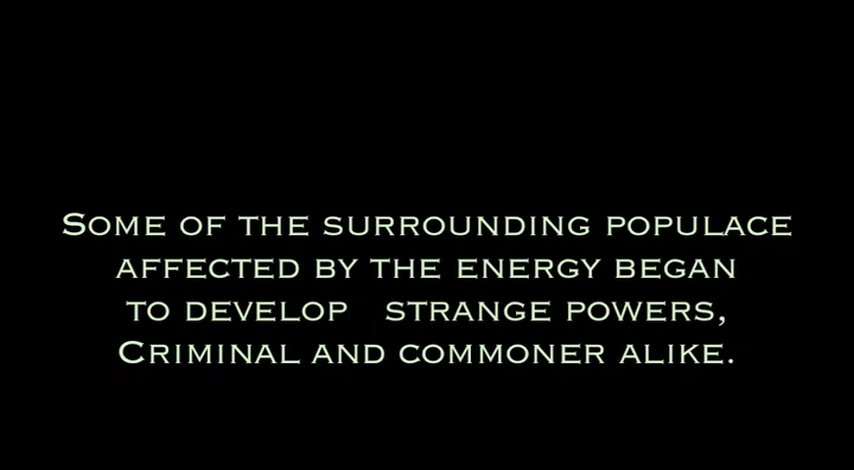 Some of the surrounding populace
affected by the energy began
to develop   strange powers,
Criminal and commoner alike.